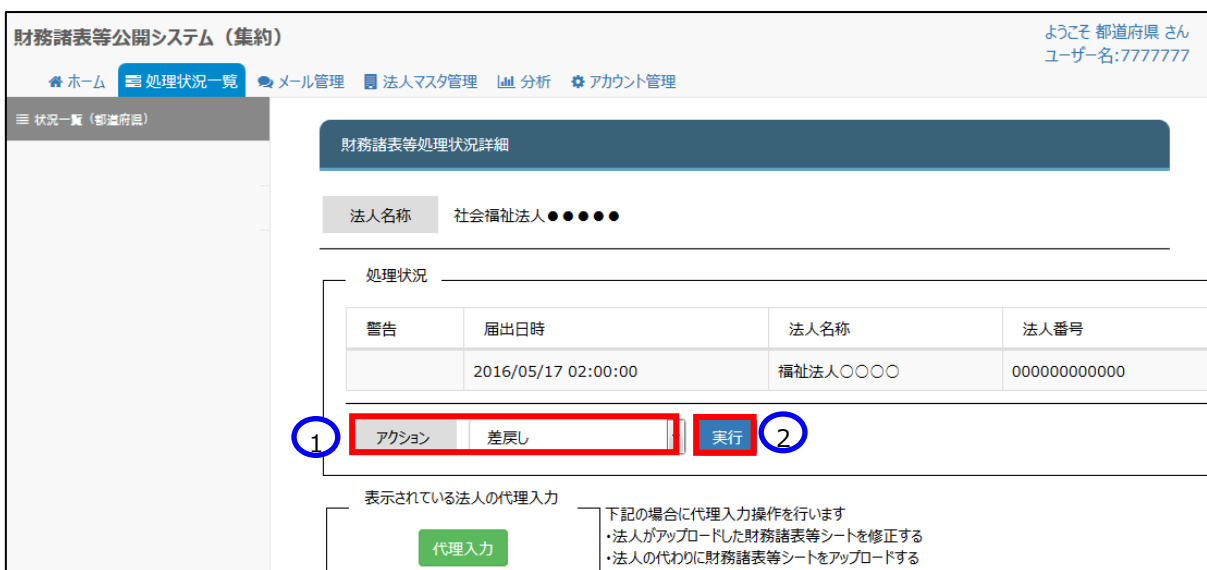 財務諸表等公開システム（集約）
ようこそ 都道府県 さん
ユーザー名:7777777
ホーム 処理状況一覧 メール管理 法人マスタ管理 分析 アカウント管理
状況一覧（都道府県）
財務諸表等処理状況詳細
法人名称 社会福祉法人●●●●●
処理状況
警告 届出日時 法人名称 法人番号
2016/05/17 02:00:00 福祉法人○○○○ 000000000000
1 アクション 差戻し 実行 2
表示されている法人の代理入力
代理入力
下記の場合に代理入力操作を行います
・法人がアップロードした財務諸表等シートを修正する
・法人の代わりに財務諸表等シートをアップロードする